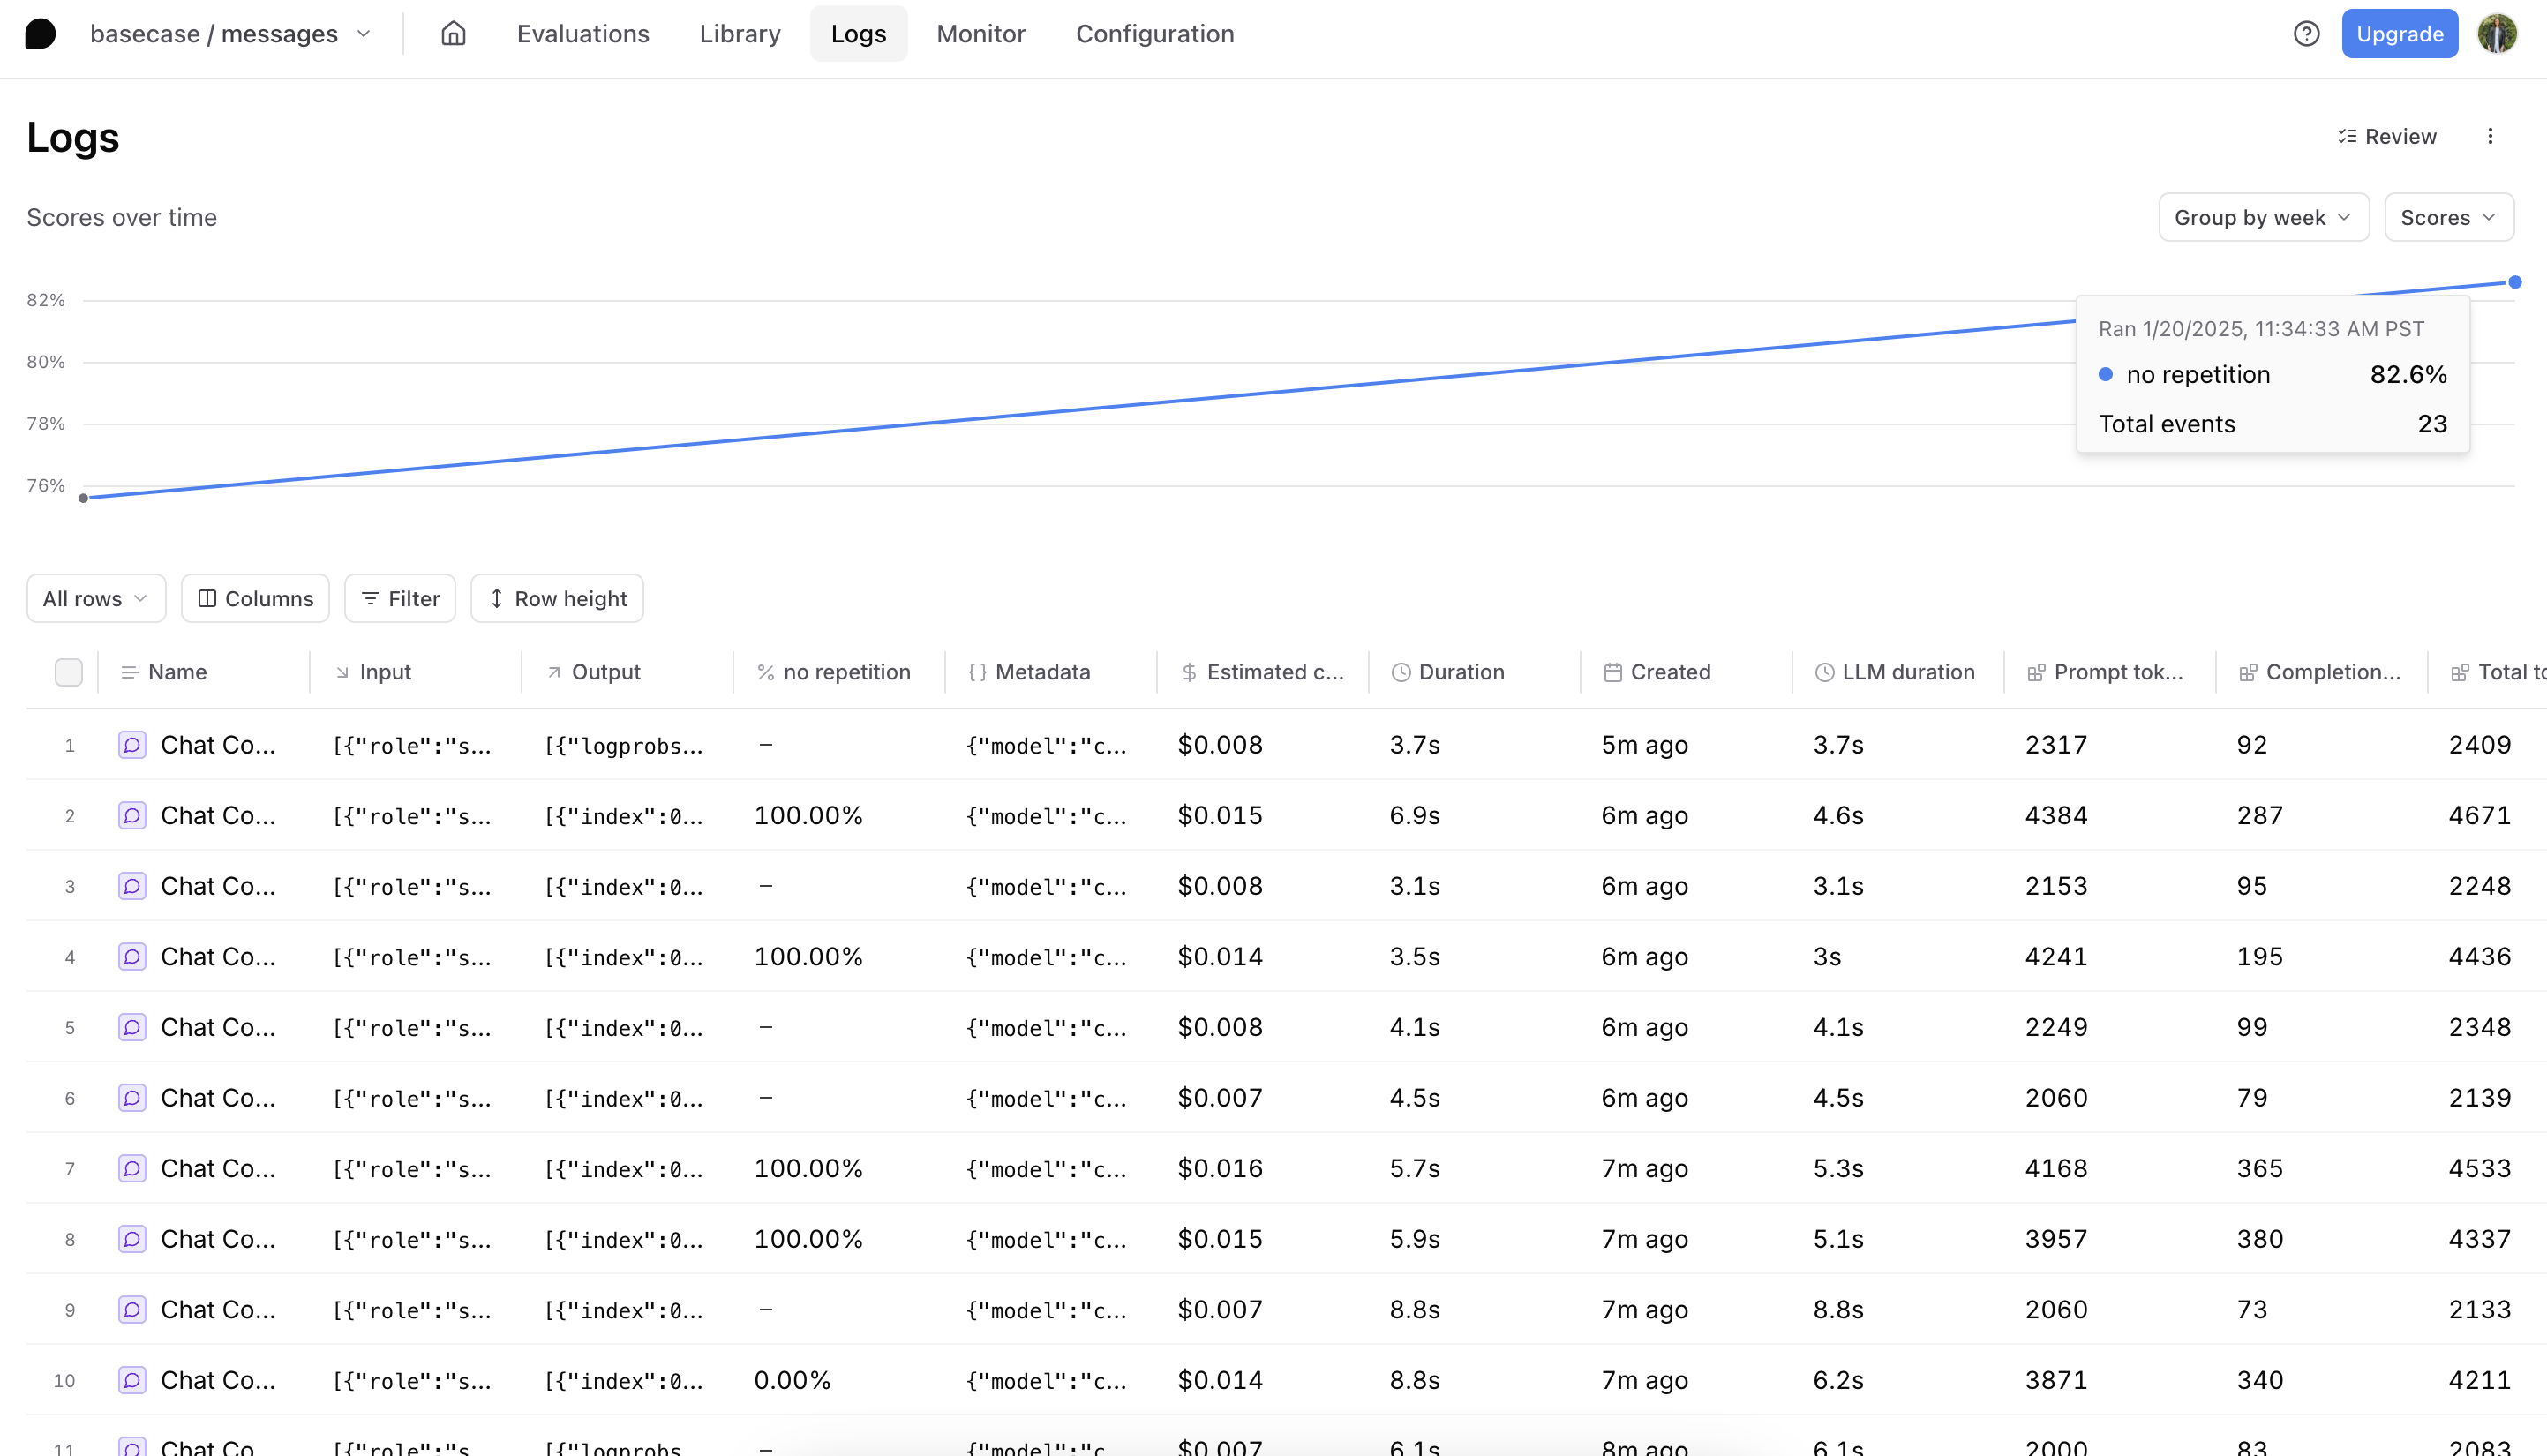 basecase / messages Evaluations Library Logs Monitor Configuration Upgrade
Logs Review
Scores over time Group by week Scores
82%
80%
78%
76%
Ran 1/20/2025, 11:34:33 AM PST
no repetition 82.6%
Total events 23
All rows Columns Filter Row height
Name Input Output no repetition Metadata Estimated c... Duration Created LLM duration Prompt tok... Completion... Total to
1 Chat Co... [{"role":"s... [{"logprobs... – {"model":"c... $0.008 3.7s 5m ago 3.7s 2317 92 2409
2 Chat Co... [{"role":"s... [{"index":0... 100.00% {"model":"c... $0.015 6.9s 6m ago 4.6s 4384 287 4671
3 Chat Co... [{"role":"s... [{"index":0... – {"model":"c... $0.008 3.1s 6m ago 3.1s 2153 95 2248
4 Chat Co... [{"role":"s... [{"index":0... 100.00% {"model":"c... $0.014 3.5s 6m ago 3s 4241 195 4436
5 Chat Co... [{"role":"s... [{"index":0... – {"model":"c... $0.008 4.1s 6m ago 4.1s 2249 99 2348
6 Chat Co... [{"role":"s... [{"index":0... – {"model":"c... $0.007 4.5s 6m ago 4.5s 2060 79 2139
7 Chat Co... [{"role":"s... [{"index":0... 100.00% {"model":"c... $0.016 5.7s 7m ago 5.3s 4168 365 4533
8 Chat Co... [{"role":"s... [{"index":0... 100.00% {"model":"c... $0.015 5.9s 7m ago 5.1s 3957 380 4337
9 Chat Co... [{"role":"s... [{"index":0... – {"model":"c... $0.007 8.8s 7m ago 8.8s 2060 73 2133
10 Chat Co... [{"role":"s... [{"index":0... 0.00% {"model":"c... $0.014 8.8s 7m ago 6.2s 3871 340 4211
11 Chat Co... [{"role":"s... [{"logprobs... – {"model":"c... $0.007 6.1s 8m ago 6.1s 2000 83 2083